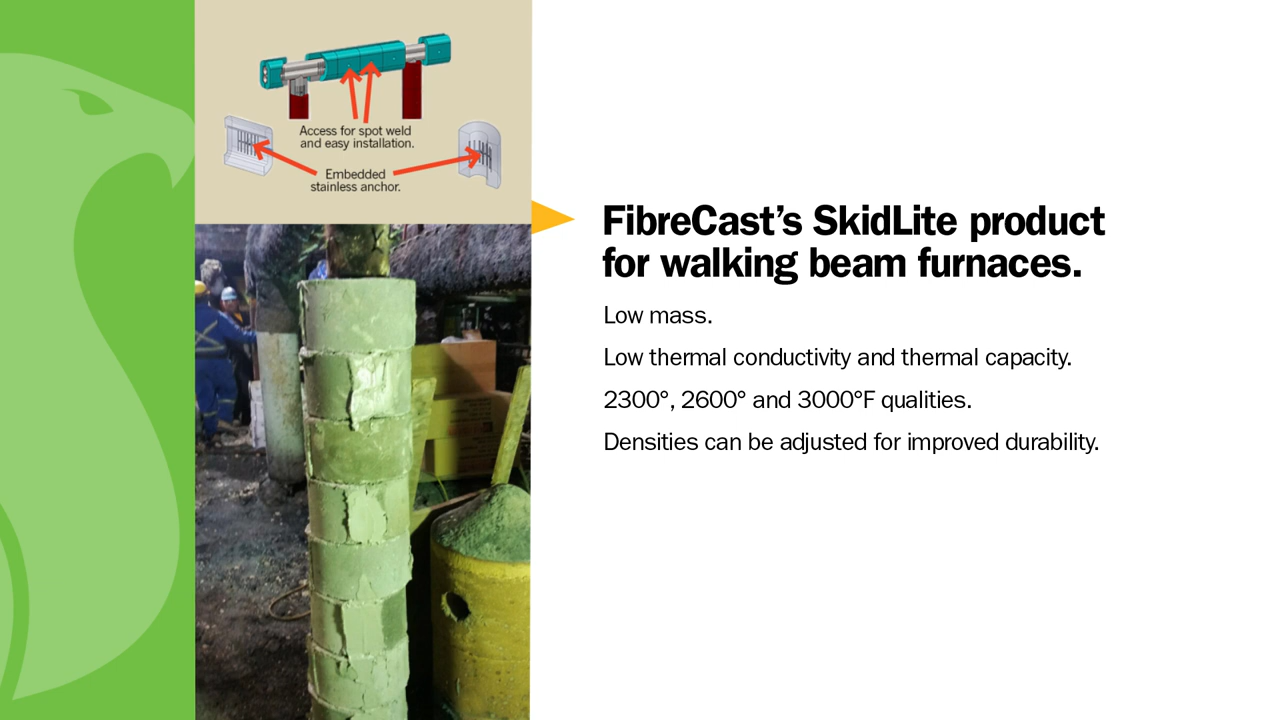 Access for spot weld
and easy installation.
Embedded
stainless anchor.
FibreCast’s SkidLite product
for walking beam furnaces.
Low mass.
Low thermal conductivity and thermal capacity.
2300°, 2600° and 3000°F qualities.
Densities can be adjusted for improved durability.